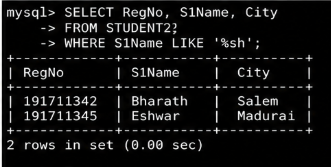 mysql> SELECT RegNo, S1Name, City
-> FROM STUDENT2?
-> WHERE S1Name LIKE '%sh';
+-----------+---------+---------+
| RegNo | S1Name | City |
+-----------+---------+---------+
| 191711342 | Bharath | Salem |
| 191711345 | Eshwar | Madurai |
+-----------+---------+---------+
2 rows in set (0.00 sec)